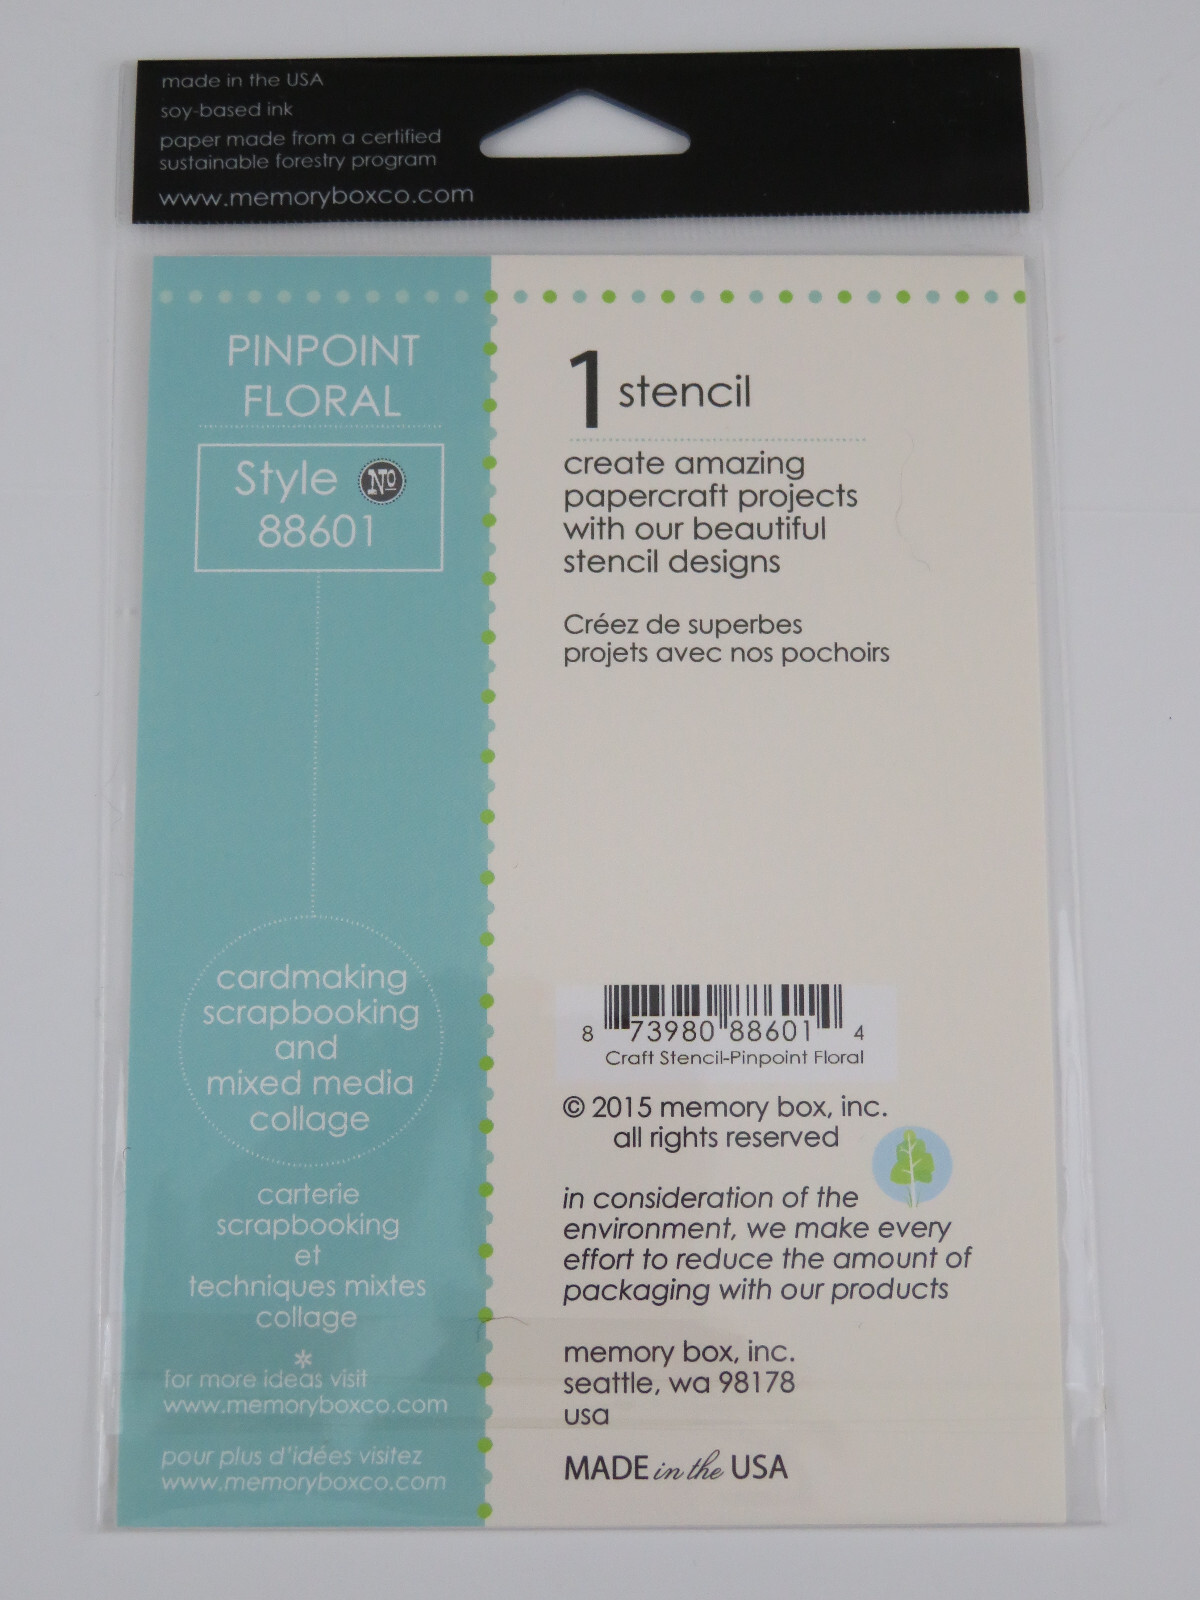 made in the USA
soy-based ink
paper made from a certified
sustainable forestry program
www.memoryboxco.com
PINPOINT
FLORAL
Style Nº
88601
cardmaking
scrapbooking
and
mixed media
collage
carterie
scrapbooking
et
techniques mixtes
collage
*
for more ideas visit
www.memoryboxco.com
pour plus d'idées visitez
www.memoryboxco.com
1 stencil
create amazing
papercraft projects
with our beautiful
stencil designs
Créez de superbes
projets avec nos pochoirs
8 73980 88601 4
Craft Stencil-Pinpoint Floral
© 2015 memory box, inc.
all rights reserved
in consideration of the
environment, we make every
effort to reduce the amount of
packaging with our products
memory box, inc.
seattle, wa 98178
usa
MADE in the USA